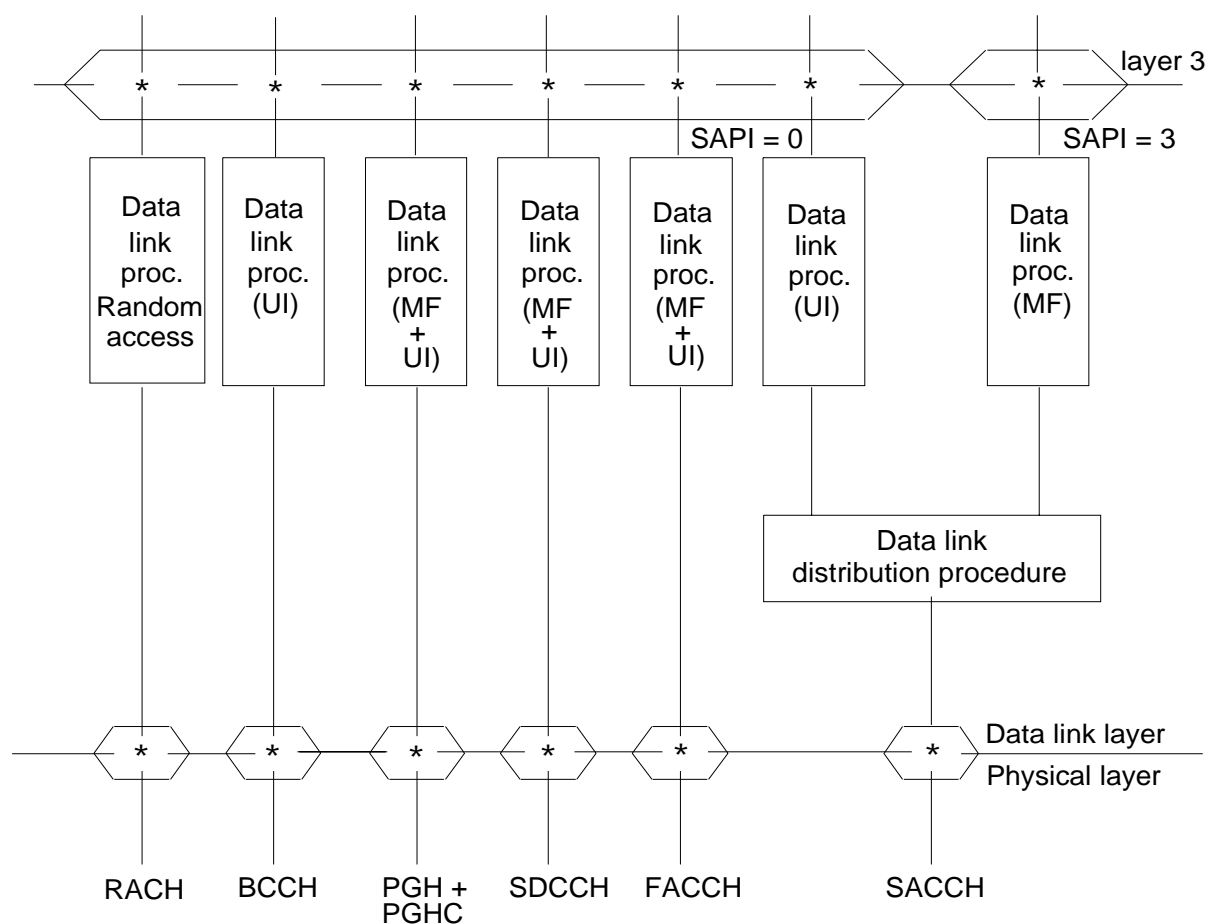 layer 3
* * * * * * *
SAPI = 0
SAPI = 3
Data
link
proc.
Random
access
Data
link
proc.
(UI)
Data
link
proc.
(MF
+
UI)
Data
link
proc.
(MF
+
UI)
Data
link
proc.
(MF
+
UI)
Data
link
proc.
(UI)
Data
link
proc.
(MF)
Data link
distribution procedure
* * * * * *
Data link layer
Physical layer
RACH
BCCH
PGH +
PGHC
SDCCH
FACCH
SACCH